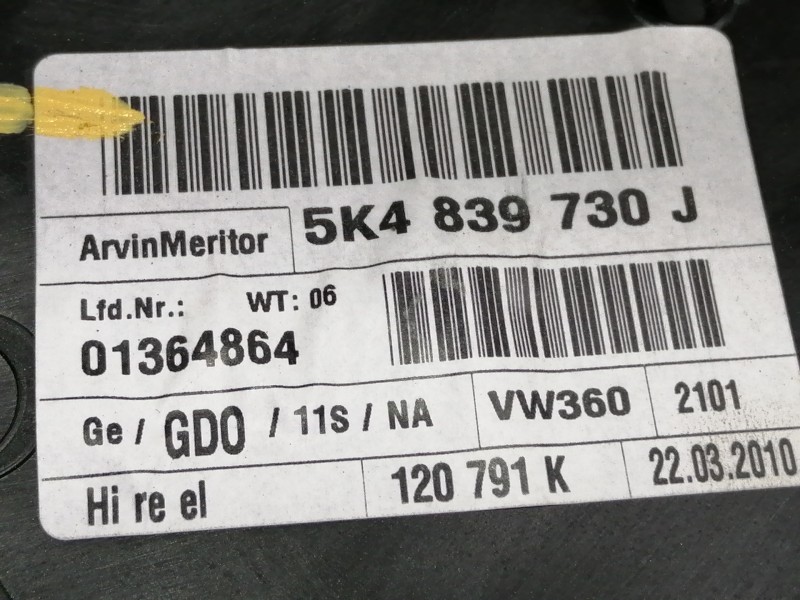 ArvinMeritor 5K4 839 730 J
Lfd.Nr.: WT: 06
01364864
Ge / GDO / 11S / NA VW360 2101
Hi re el 120 791 K 22.03.2010